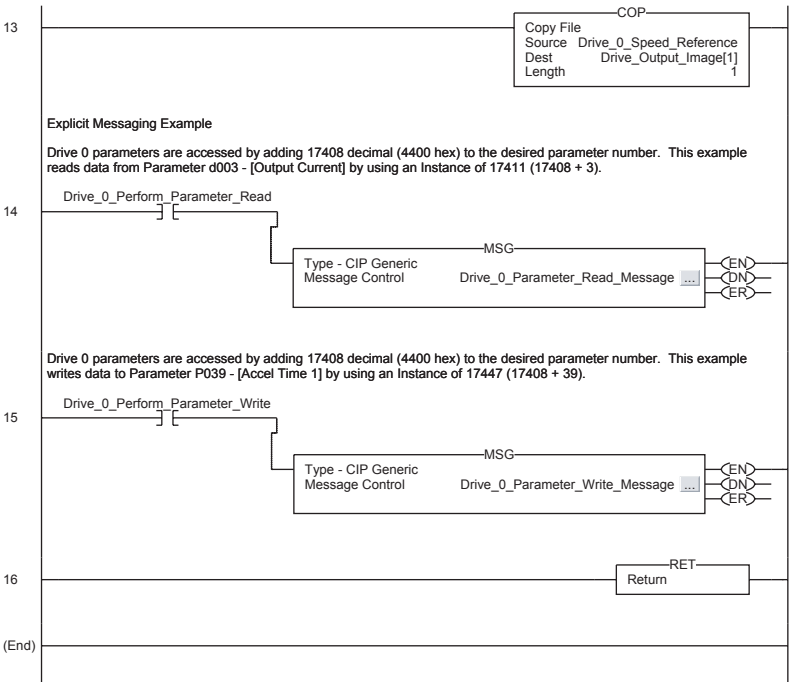 COP
13
Copy File
Source Drive_0_Speed_Reference
Dest Drive_Output_Image[1]
Length 1
Explicit Messaging Example
Drive 0 parameters are accessed by adding 17408 decimal (4400 hex) to the desired parameter number. This example
reads data from Parameter d003 - [Output Current] by using an Instance of 17411 (17408 + 3).
Drive_0_Perform_Parameter_Read
14
MSG
Type - CIP Generic
Message Control Drive_0_Parameter_Read_Message ...
EN
DN
ER
Drive 0 parameters are accessed by adding 17408 decimal (4400 hex) to the desired parameter number. This example
writes data to Parameter P039 - [Accel Time 1] by using an Instance of 17447 (17408 + 39).
Drive_0_Perform_Parameter_Write
15
MSG
Type - CIP Generic
Message Control Drive_0_Parameter_Write_Message ...
EN
DN
ER
RET
16
Return
(End)